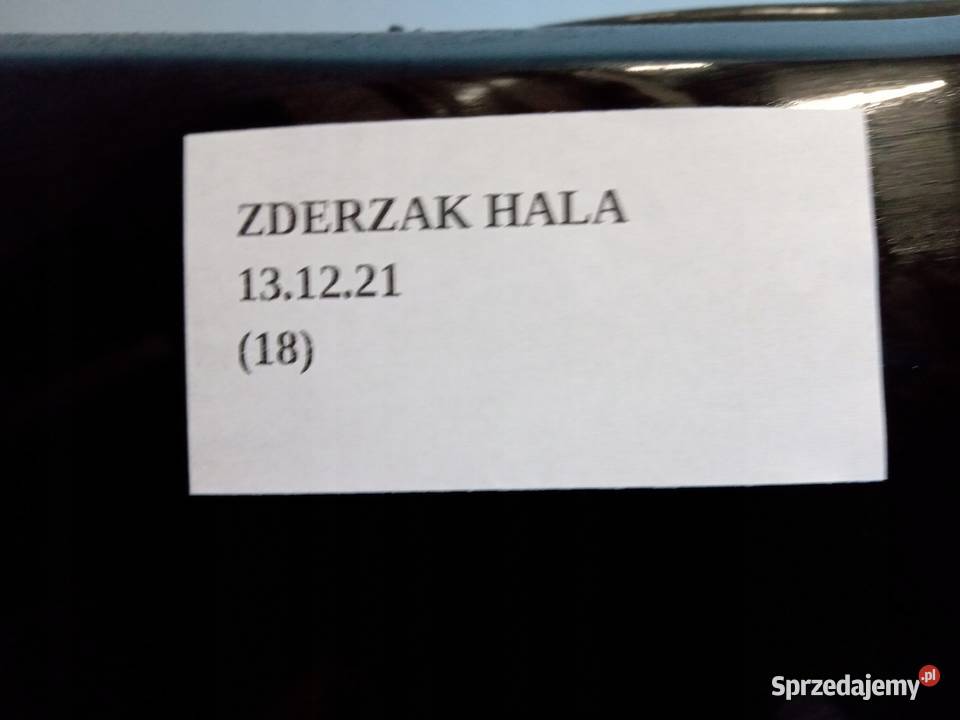 ZDERZAK HALA
13.12.21
(18)
Sprzedajemy.pl